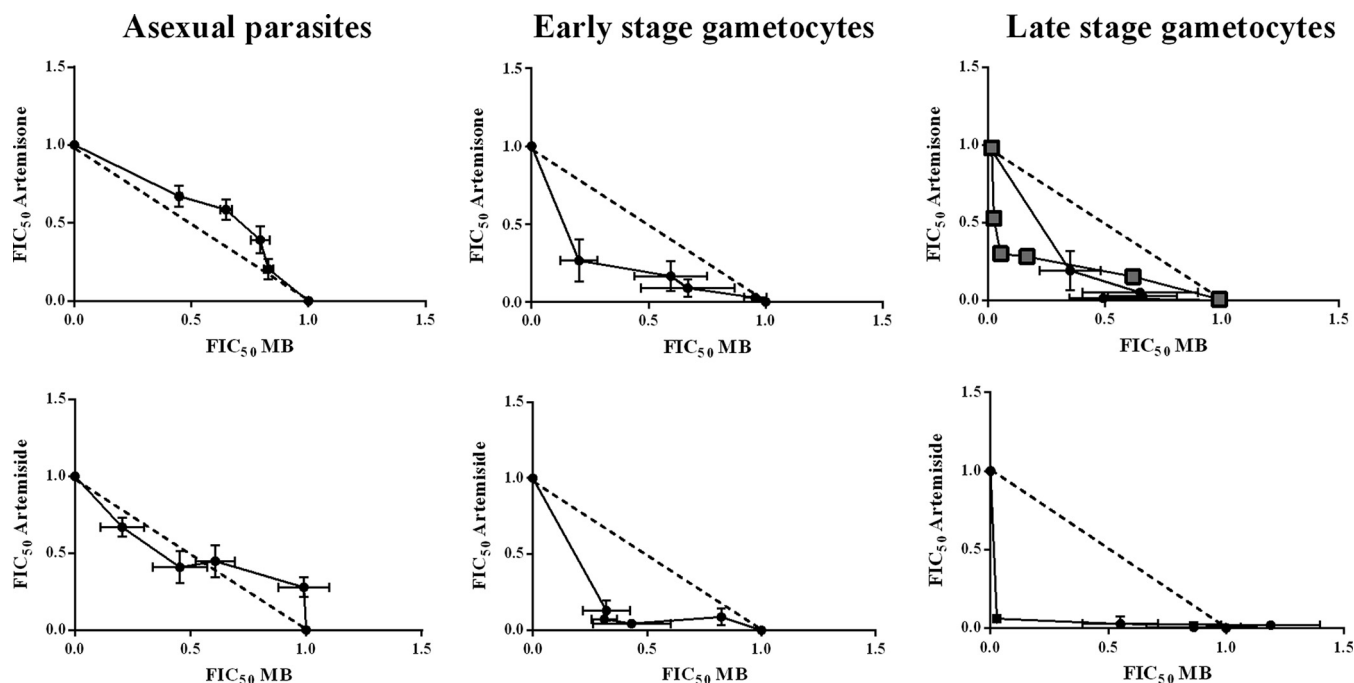 Asexual parasites
Early stage gametocytes
Late stage gametocytes
1.5
1.0
0.5
0.0
FIC50 Artemisone
0.0 0.5 1.0 1.5
FIC50 MB
1.5
1.0
0.5
0.0
FIC50 Artemisone
0.0 0.5 1.0 1.5
FIC50 MB
1.5
1.0
0.5
0.0
FIC50 Artemisone
0.0 0.5 1.0 1.5
FIC50 MB
1.5
1.0
0.5
0.0
FIC50 Artemiside
0.0 0.5 1.0 1.5
FIC50 MB
1.5
1.0
0.5
0.0
FIC50 Artemiside
0.0 0.5 1.0 1.5
FIC50 MB
1.5
1.0
0.5
0.0
FIC50 Artemiside
0.0 0.5 1.0 1.5
FIC50 MB